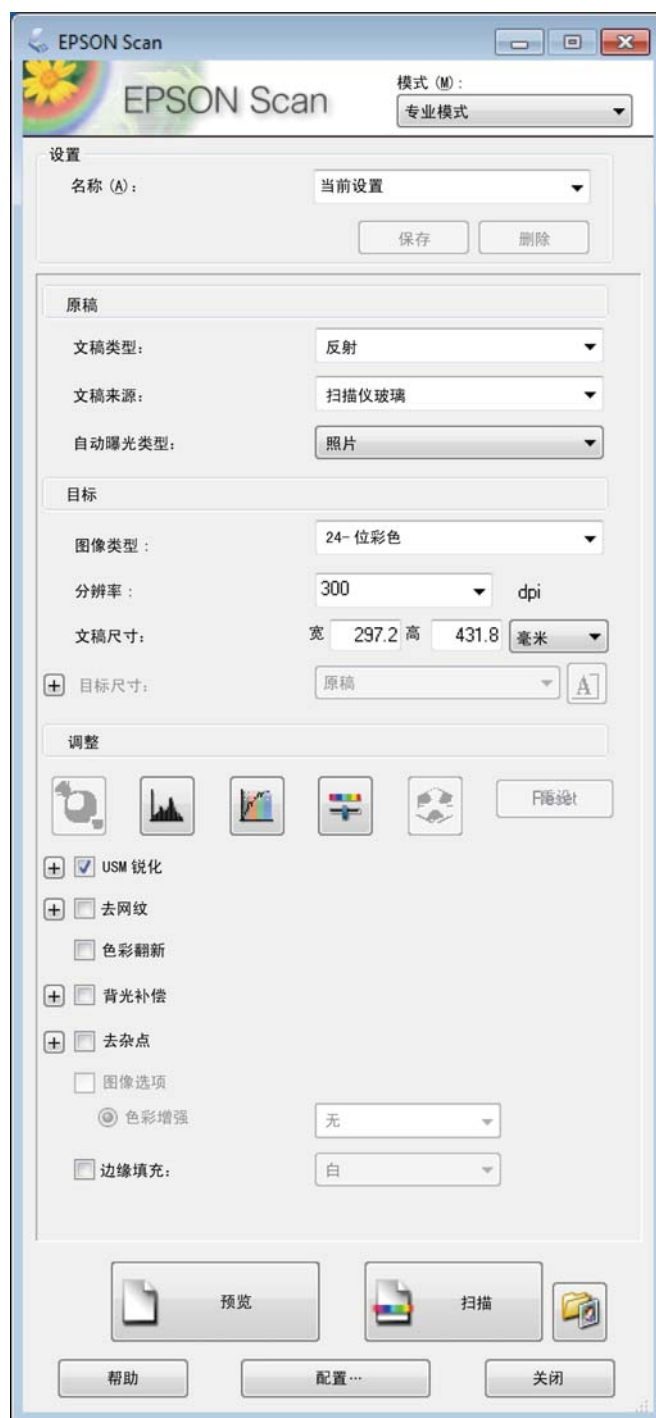 EPSON Scan
EPSON Scan
模式 (M):
专业模式
设置
名称 (A):
当前设置
保存
删除
原稿
文稿类型:
反射
文稿来源:
扫描仪玻璃
自动曝光类型:
照片
目标
图像类型 :
24-位彩色
分辨率 :
300
dpi
文稿尺寸:
宽 297.2 高 431.8 毫米
目标尺寸:
原稿
A
调整
USM 锐化
去网纹
色彩翻新
背光补偿
去杂点
图像选项
色彩增强
无
边缘填充:
白
预览
扫描
帮助
配置…
关闭